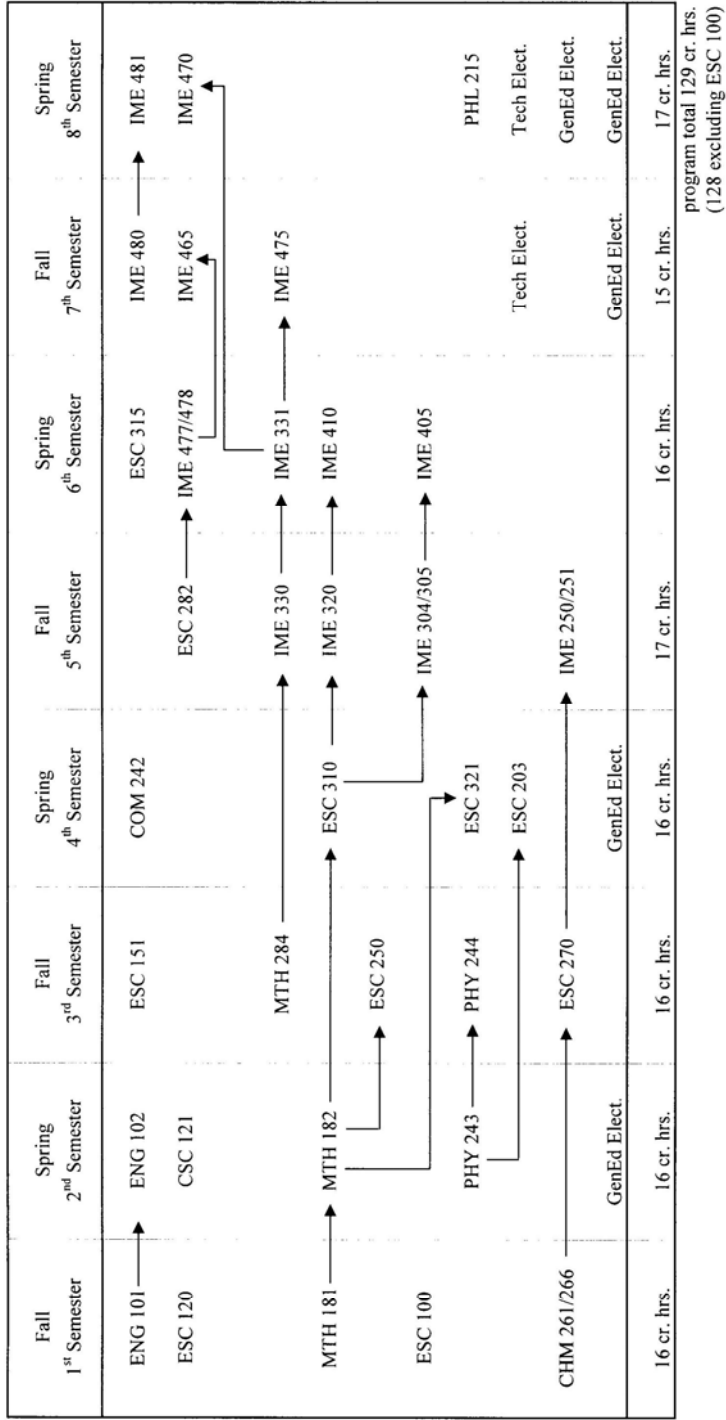 Fall
1st Semester
Spring
2nd Semester
Fall
3rd Semester
Spring
4th Semester
Fall
5th Semester
Spring
6th Semester
Fall
7th Semester
Spring
8th Semester
ENG 101
ENG 102
ESC 151
COM 242
ESC 315
IME 480
IME 481
ESC 120
CSC 121
ESC 282
IME 477/478
IME 465
IME 470
MTH 284
IME 330
IME 331
IME 475
MTH 181
MTH 182
ESC 310
IME 320
IME 410
ESC 250
ESC 100
IME 304/305
IME 405
PHY 243
PHY 244
ESC 321
PHL 215
ESC 203
Tech Elect.
Tech Elect.
CHM 261/266
ESC 270
IME 250/251
GenEd Elect.
GenEd Elect.
GenEd Elect.
GenEd Elect.
GenEd Elect.
16 cr. hrs.
16 cr. hrs.
16 cr. hrs.
16 cr. hrs.
17 cr. hrs.
16 cr. hrs.
15 cr. hrs.
17 cr. hrs.
program total 129 cr. hrs.
(128 excluding ESC 100)